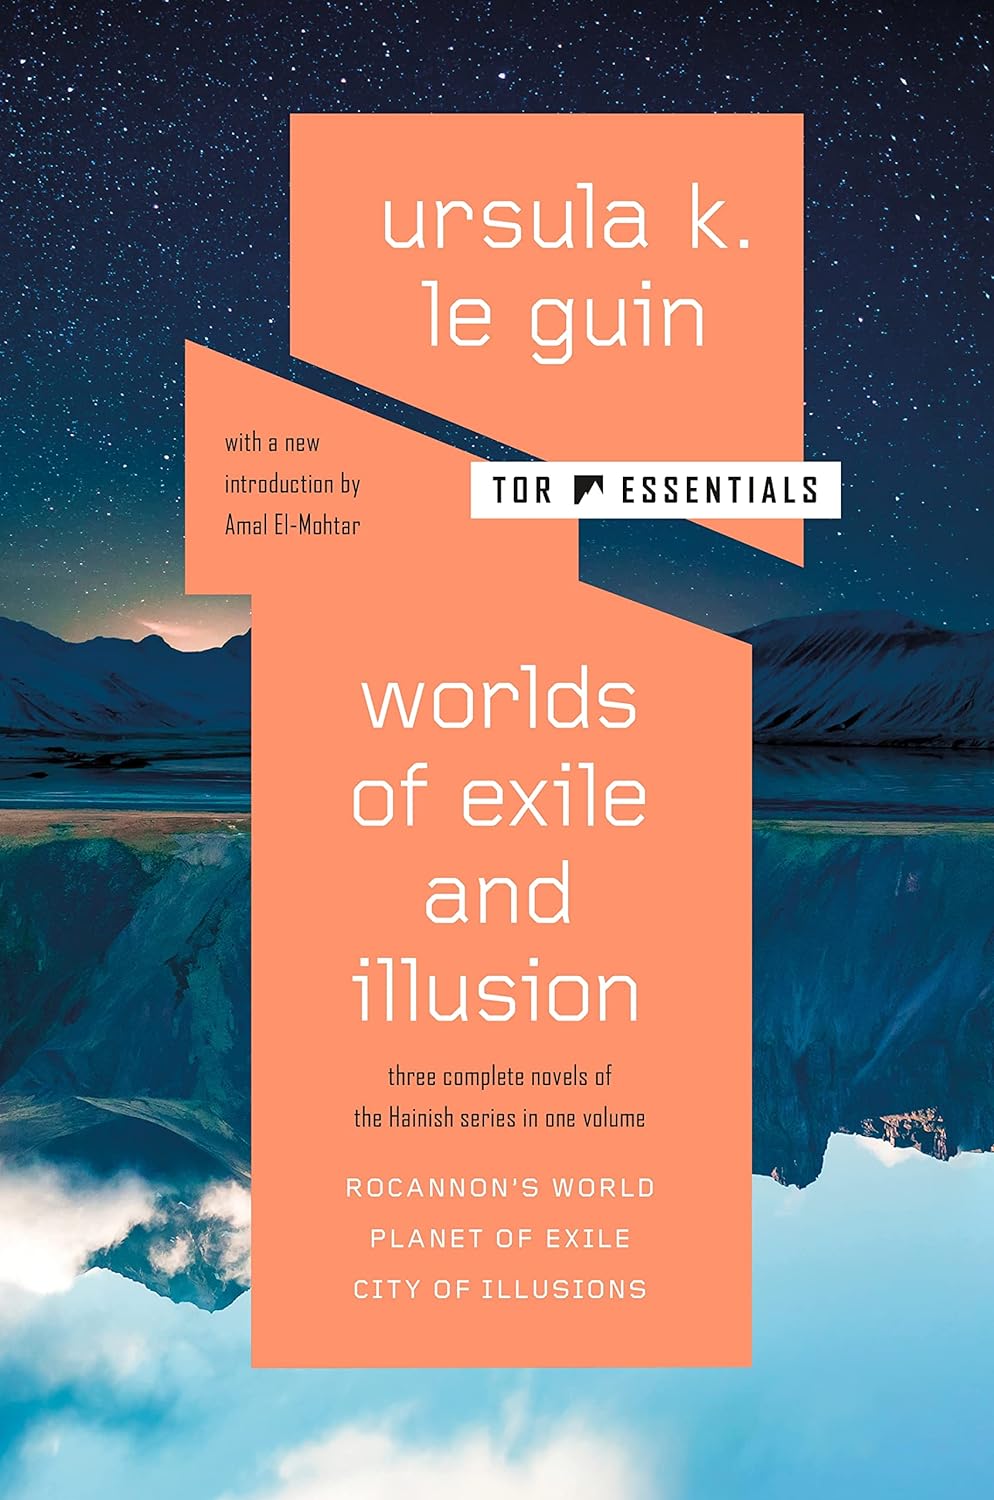 ursula k.
le guin
with a new
introduction by
Amal El-Mohtar
TOR ESSENTIALS
worlds
of exile
and
illusion
three complete novels of
the Hainish series in one volume
ROCANNON'S WORLD
PLANET OF EXILE
CITY OF ILLUSIONS